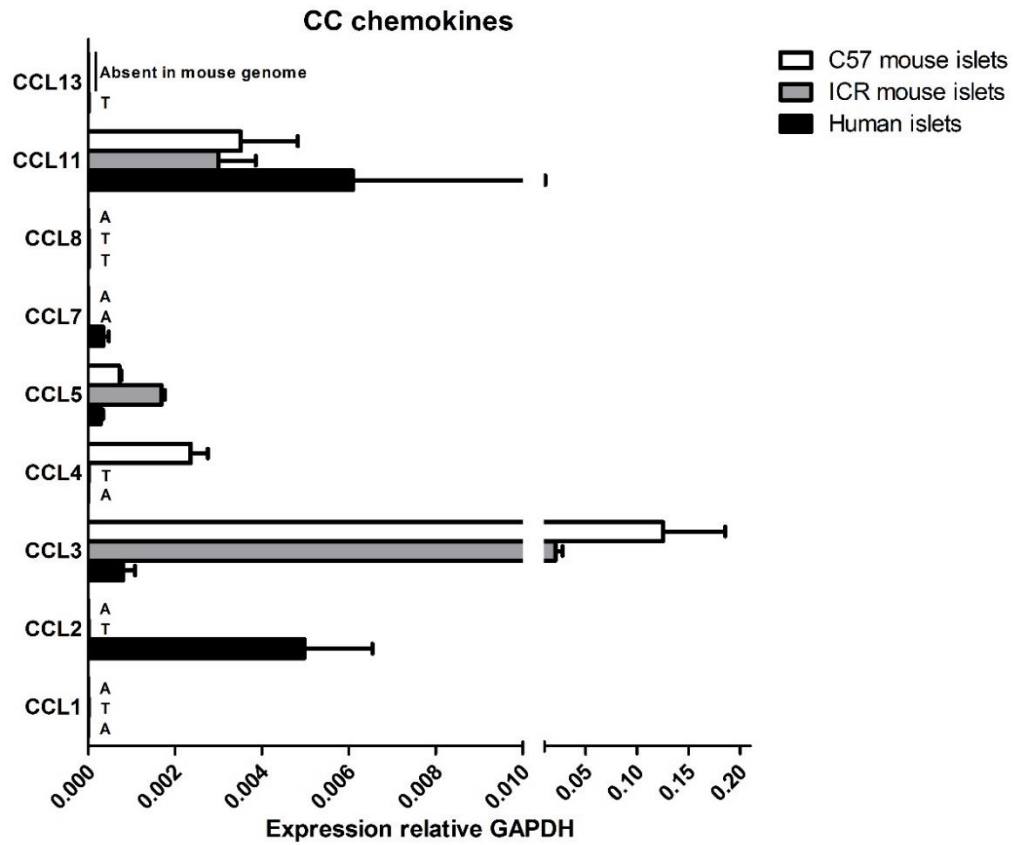 CC chemokines
C57 mouse islets
ICR mouse islets
Human islets
CCL13
Absent in mouse genome
T
CCL11
CCL8
A
T
T
CCL7
A
A
CCL5
CCL4
T
A
CCL3
CCL2
A
T
CCL1
A
T
A
0.000 0.002 0.004 0.006 0.008 0.010 0.05 0.10 0.15 0.20
Expression relative GAPDH